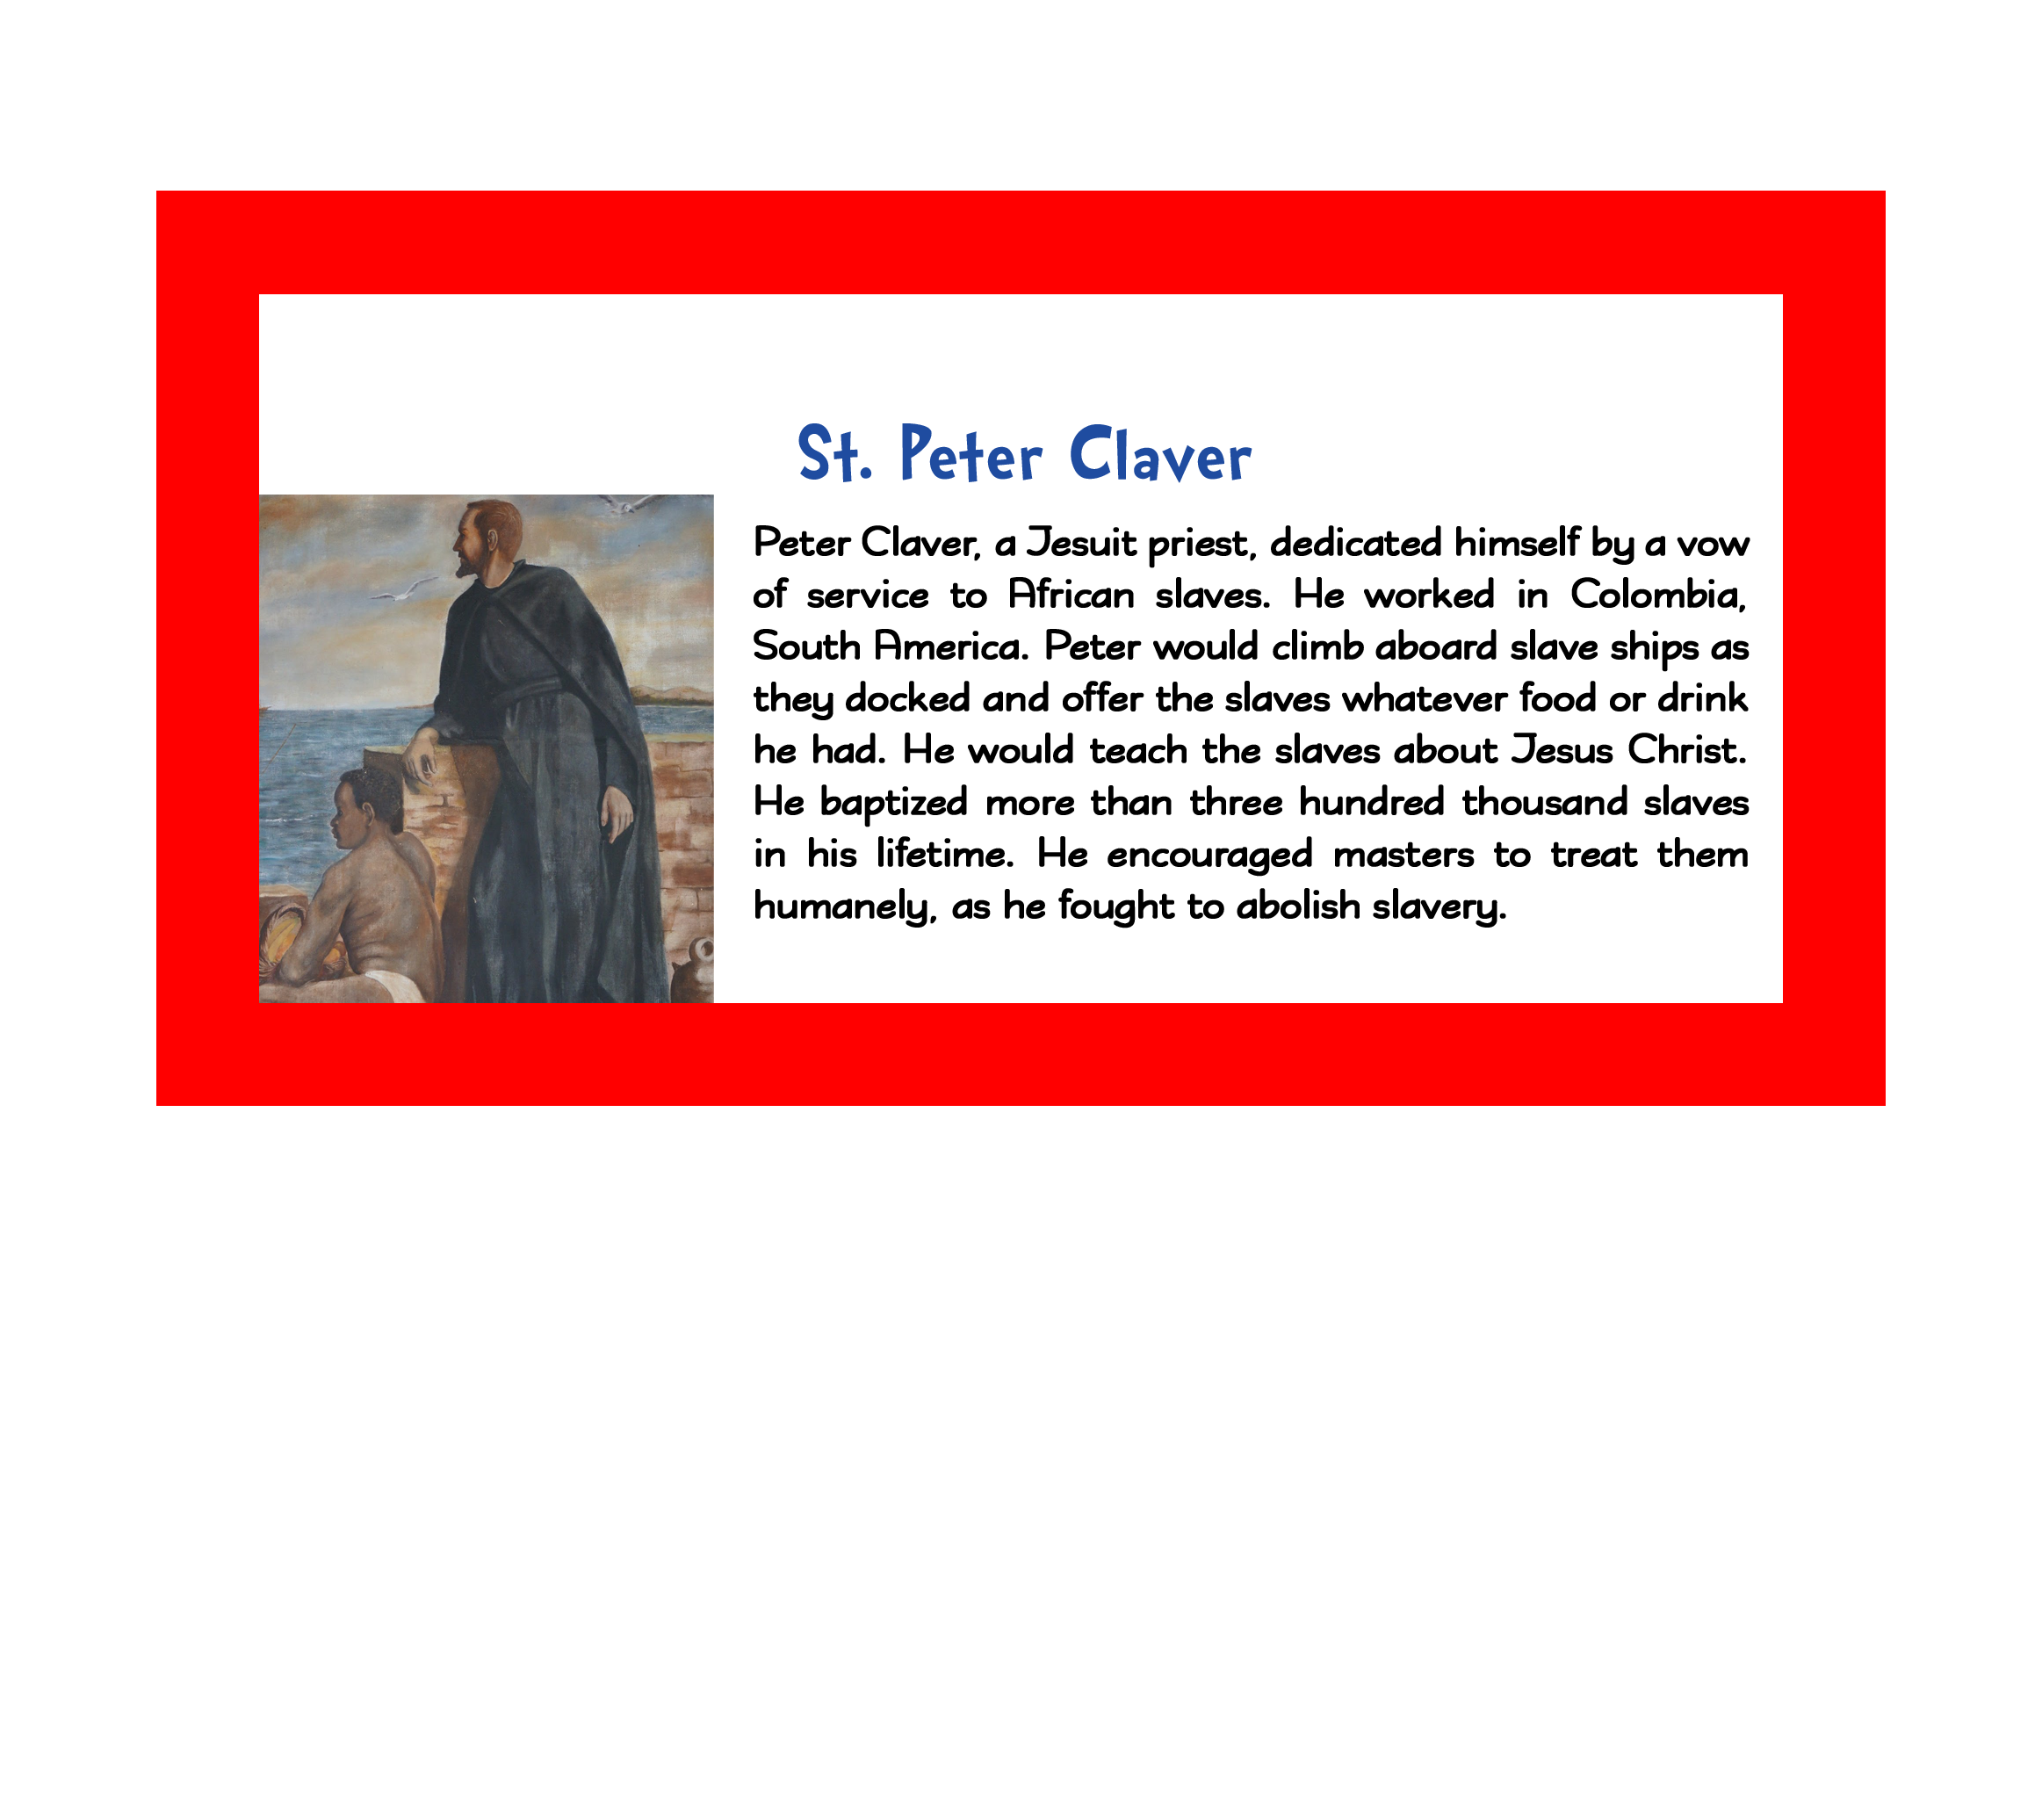 St. Peter Claver
Peter Claver, a Jesuit priest, dedicated himself by a vow
of service to African slaves. He worked in Colombia,
South America. Peter would climb aboard slave ships as
they docked and offer the slaves whatever food or drink
he had. He would teach the slaves about Jesus Christ.
He baptized more than three hundred thousand slaves
in his lifetime. He encouraged masters to treat them
humanely, as he fought to abolish slavery.